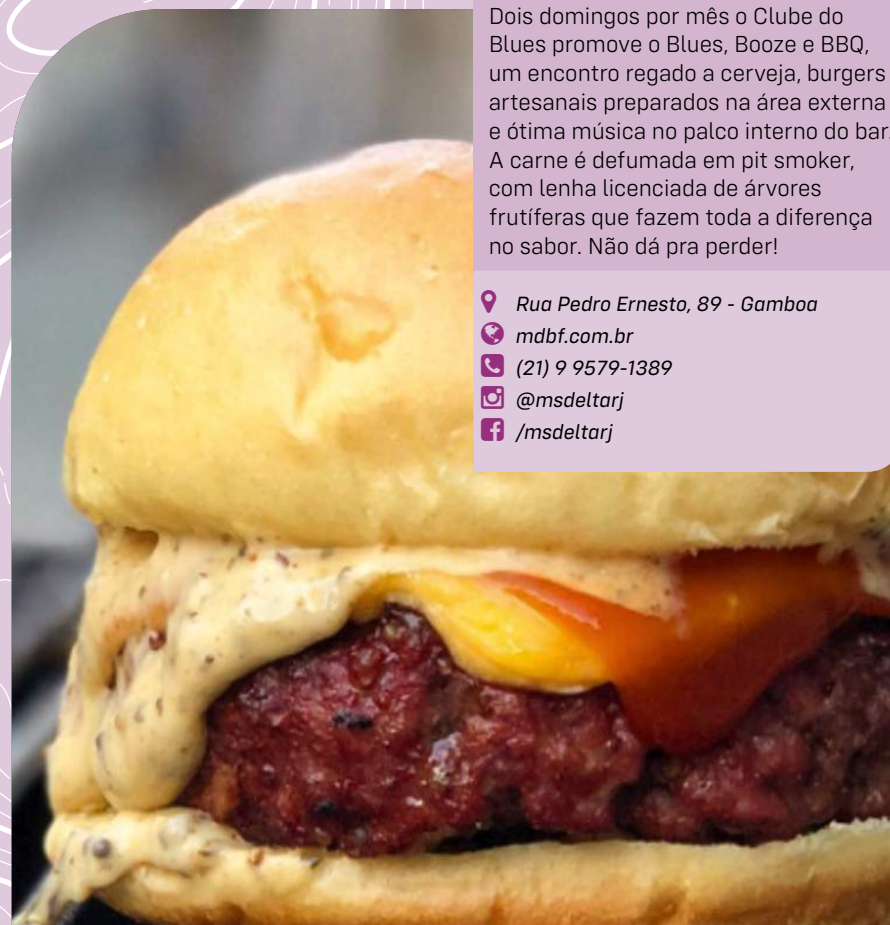 Dois domingos por mês o Clube do
Blues promove o Blues, Booze e BBQ,
um encontro regado a cerveja, burgers
artesanais preparados na área externa
e ótima música no palco interno do bar.
A carne é defumada em pit smoker,
com lenha licenciada de árvores
frutíferas que fazem toda a diferença
no sabor. Não dá pra perder!
Rua Pedro Ernesto, 89 - Gamboa
mdbf.com.br
(21) 9 9579-1389
@msdeltarj
/msdeltarj